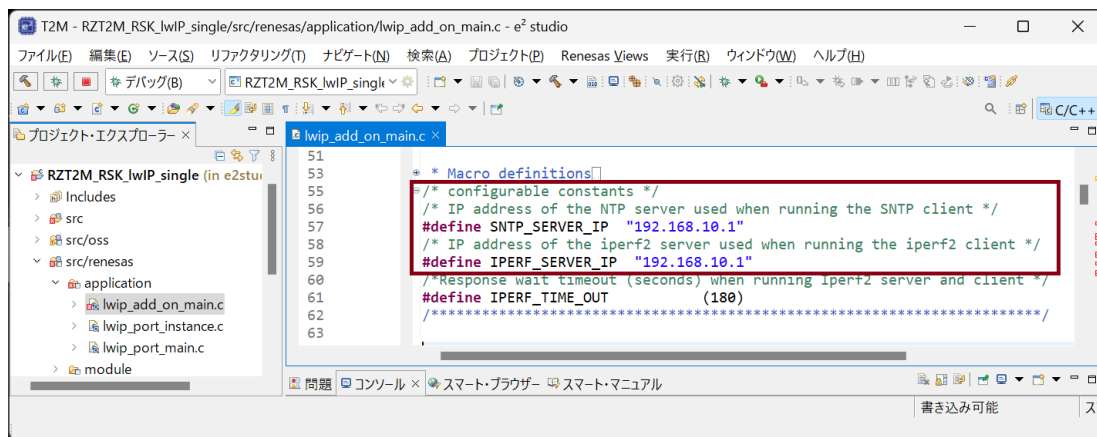 T2M - RZT2M_RSK_lwIP_single/src/renesas/application/lwip_add_on_main.c - e² studio
ファイル(F) 編集(E) ソース(S) リファクタリング(T) ナビゲート(N) 検索(A) プロジェクト(P) Renesas Views 実行(R) ウィンドウ(W) ヘルプ(H)
デバッグ(B) RZT2M_RSK_lwIP_single
C/C++
プロジェクト・エクスプローラー
RZT2M_RSK_lwIP_single (in e2stu
Includes
src
src/oss
src/renesas
application
lwip_add_on_main.c
lwip_port_instance.c
lwip_port_main.c
module
lwip_add_on_main.c
51
53 * Macro definitions
55 /* configurable constants */
56 /* IP address of the NTP server used when running the SNTP client */
57 #define SNTP_SERVER_IP "192.168.10.1"
58 /* IP address of the iperf2 server used when running the iperf2 client */
59 #define IPERF_SERVER_IP "192.168.10.1"
60 /*Response wait timeout (seconds) when running Iperf2 server and client */
61 #define IPERF_TIME_OUT (180)
62 /*************************************************************************/
63
問題 コンソール スマート・ブラウザー スマート・マニュアル
書き込み可能 ス